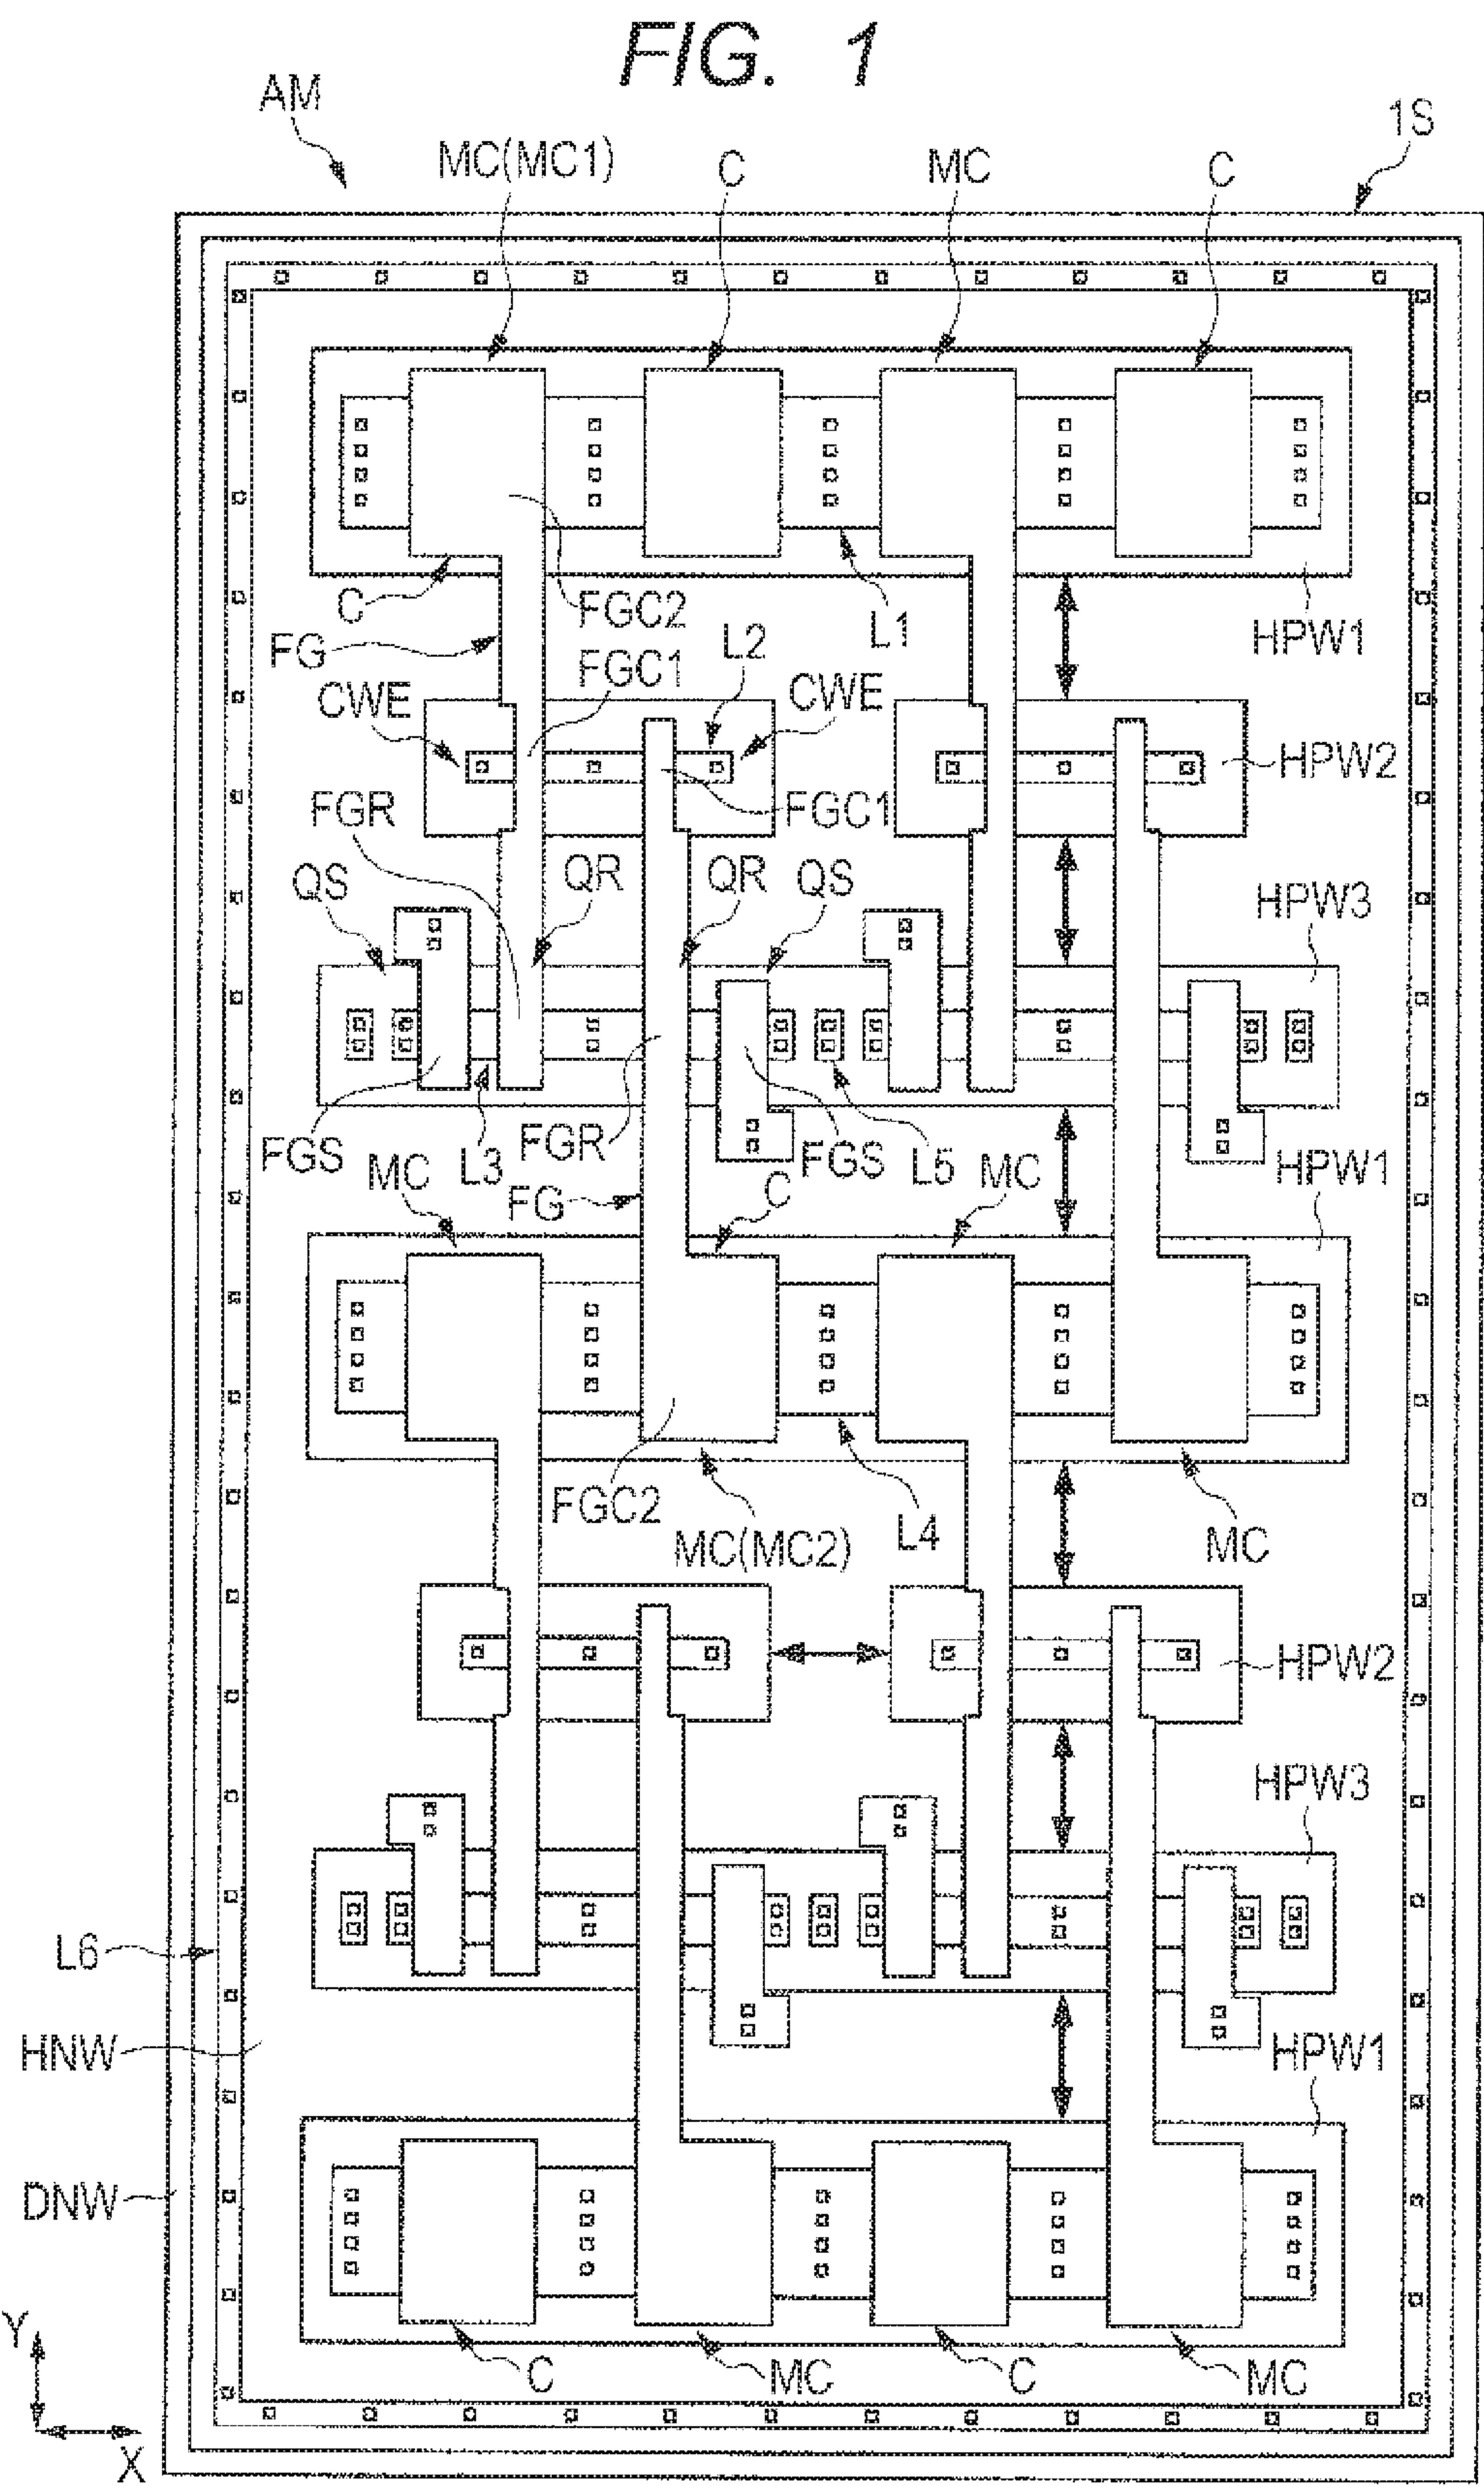 FIG. 1
AM
1S
MC(MC1)
C
MC
C
C
FGC2
L1
HPW1
FG
FGC1
L2
CWE
CWE
HPW2
FGC1
FGR
QS
QR
QR
QS
HPW3
FGS
L3
FGR
FGS
L5
MC
HPW1
MC
FG
C
FGC2
MC(MC2)
L4
MC
HPW2
HPW3
L6
HNW
HPW1
DNW
Y
X
C
MC
C
MC